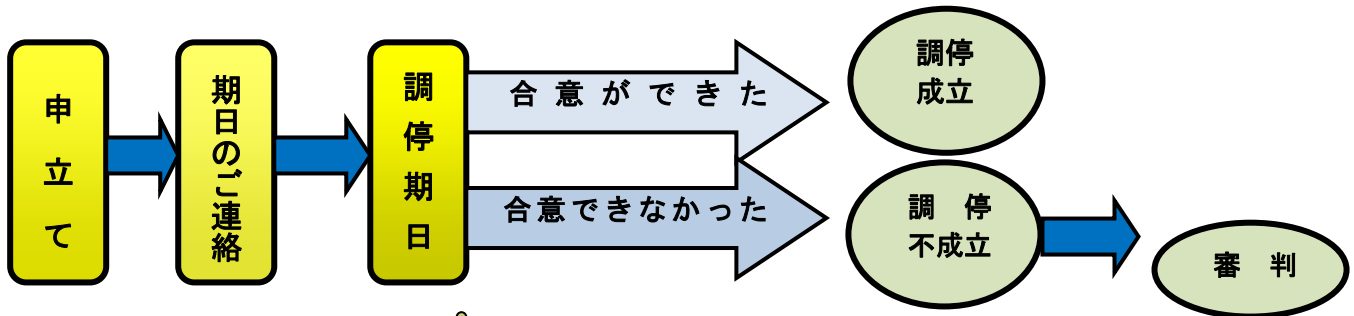 申立て
期日のご連絡
調停期日
合意ができた
合意できなかった
調停
成立
調　停
不成立
審　判